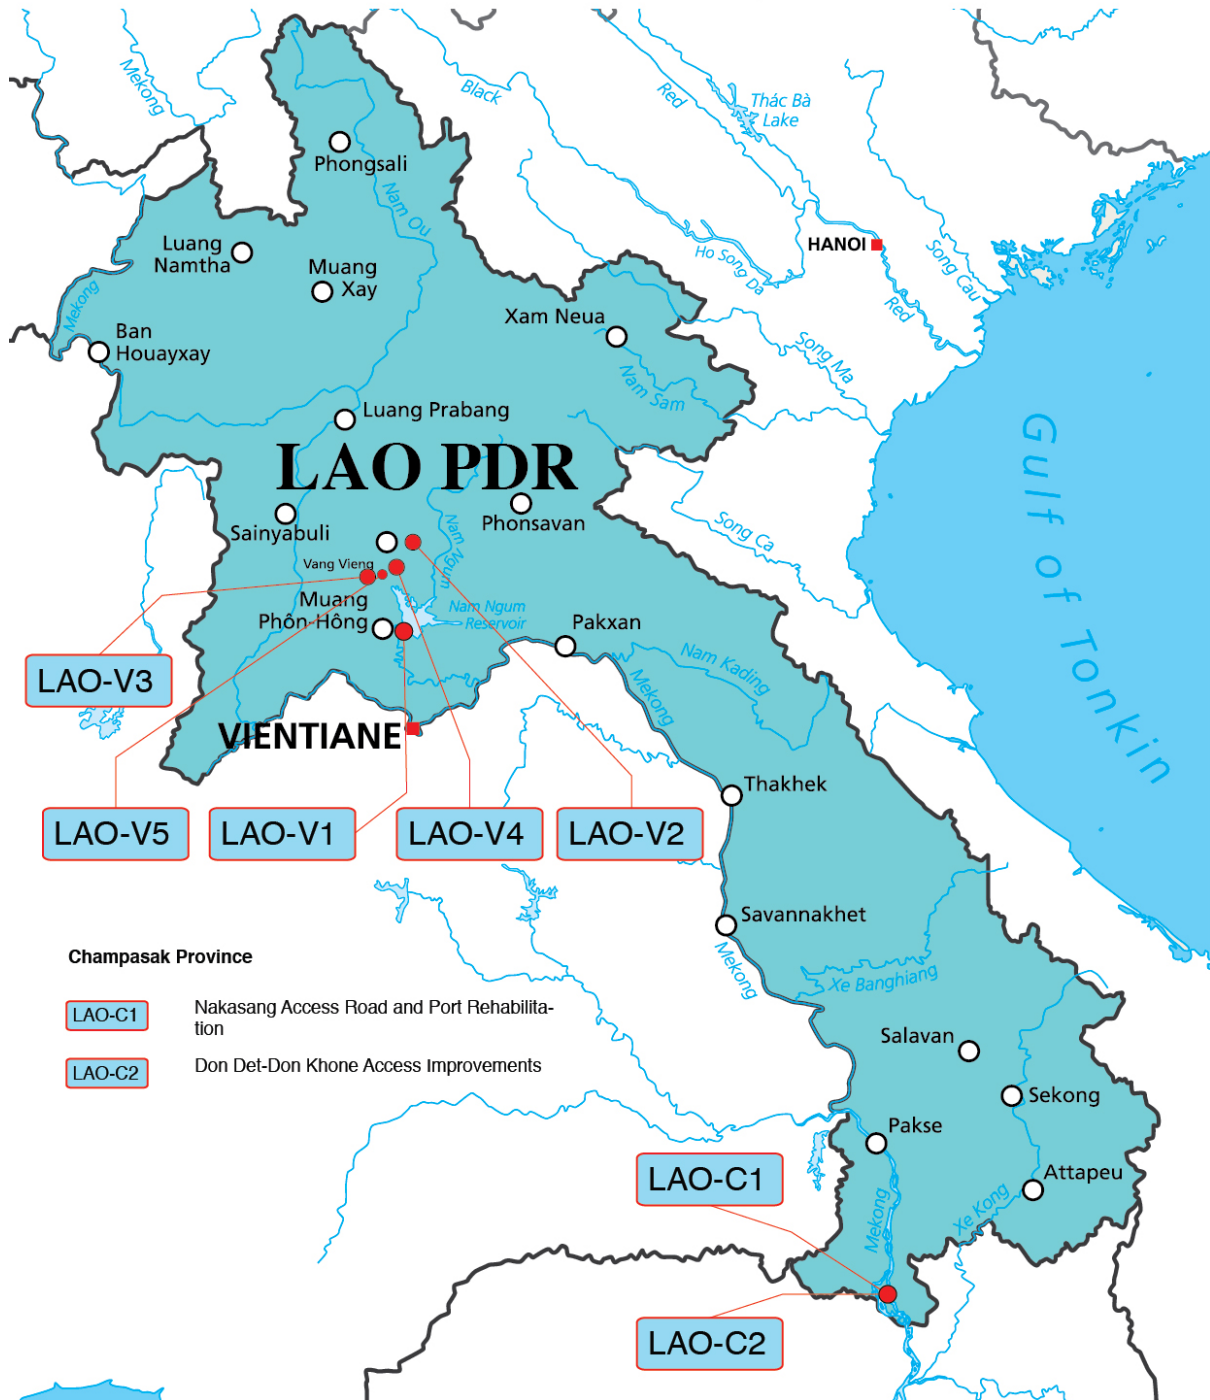 Mekong
Black
Red
Thác Bà
Lake
Phongsali
Nam Ou
Luang
Namtha
Muang
Xay
HANOI
Ho Song Da
Song Cau
Red
Mekong
Ban
Houayxay
Xam Neua
Song Ma
Nam Sam
Luang Prabang
LAO PDR
Gulf of Tonkin
Sainyabuli
Phonsavan
Song Ca
Nam Ngum
Vang Vieng
Muang
Phôn-Hông
Nam Ngum
Reservoir
Pakxan
Nam Kading
Mekong
LAO-V3
VIENTIANE
Thakhek
LAO-V5
LAO-V1
LAO-V4
LAO-V2
Savannakhet
Mekong
Xe Banghiang
Champasak Province
LAO-C1
Nakasang Access Road and Port Rehabilita-
tion
LAO-C2
Don Det-Don Khone Access Improvements
Salavan
Sekong
Pakse
Attapeu
LAO-C1
Mekong
Xe Kong
LAO-C2